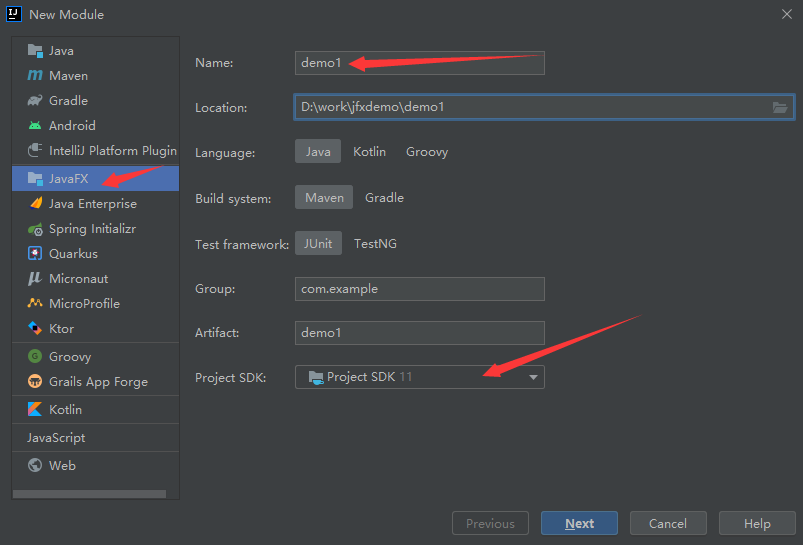 New Module
Java
Maven
Gradle
Android
IntelliJ Platform Plugin
JavaFX
Java Enterprise
Spring Initializr
Quarkus
Micronaut
MicroProfile
Ktor
Groovy
Grails App Forge
Kotlin
JavaScript
Web
Name: demo1
Location: D:\work\jfxdemo\demo1
Language: Java Kotlin Groovy
Build system: Maven Gradle
Test framework: JUnit TestNG
Group: com.example
Artifact: demo1
Project SDK: Project SDK 11
Previous Next Cancel Help